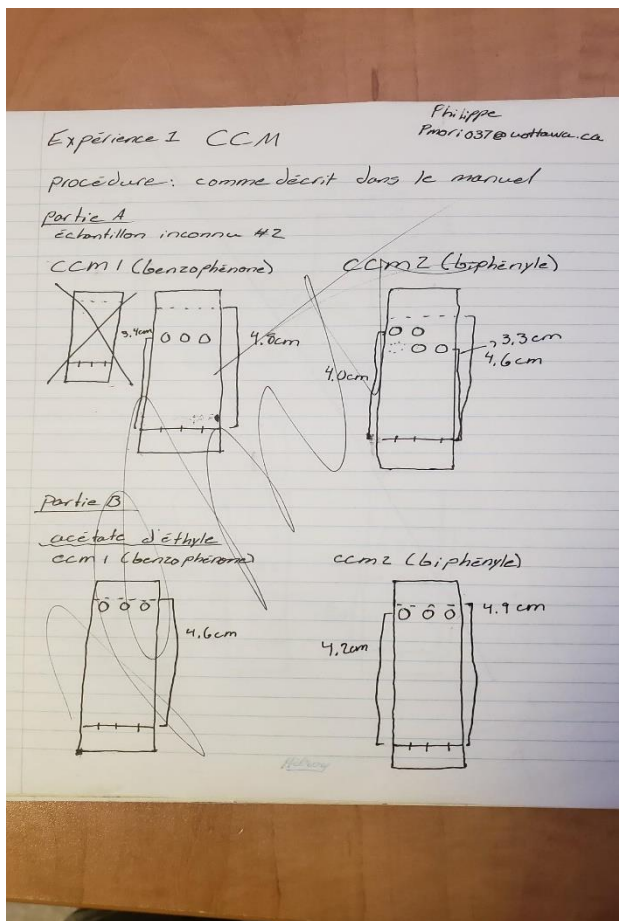 Philippe
Pmori037@uottawa.ca
Expérience 1 CCM
procédure: comme décrit dans le manuel
partie A
échantillon inconnu #2
ccm1 (benzophénone)
ccm2 (biphényle)
3.4cm
4.8cm
3.3cm
4.6cm
4.0cm
Partie B
acétate d'éthyle
ccm1 (benzophénone)
ccm2 (biphényle)
4.6cm
4.9cm
4.2cm
Hilroy